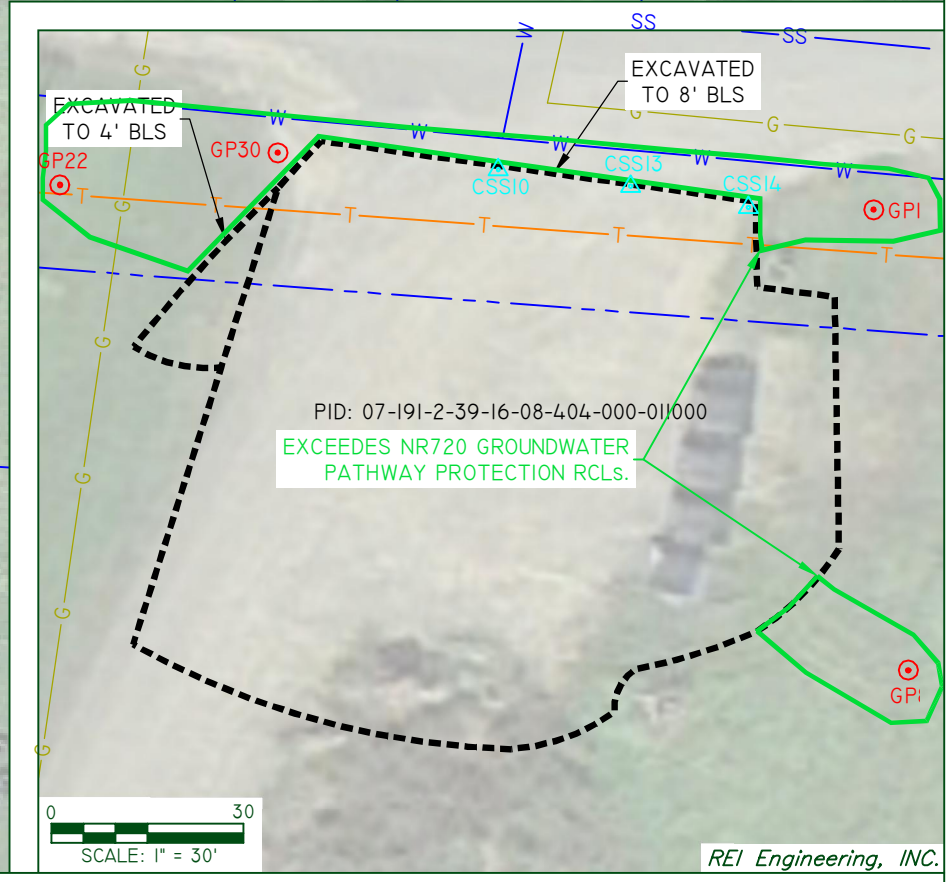 SS
SS
W
EXCAVATED
TO 8' BLS
G
EXCAVATED
TO 4' BLS
W
W
W
W
W
G
G
G
GP22
GP30
CSS10
CSS13
CSS14
GP1
T
T
T
T
T
T
T
G
G
PID: 07-191-2-39-16-08-404-000-011000
EXCEEDES NR720 GROUNDWATER
PATHWAY PROTECTION RCLs.
G
G
G
0 30
SCALE: 1" = 30'
REI Engineering, INC.